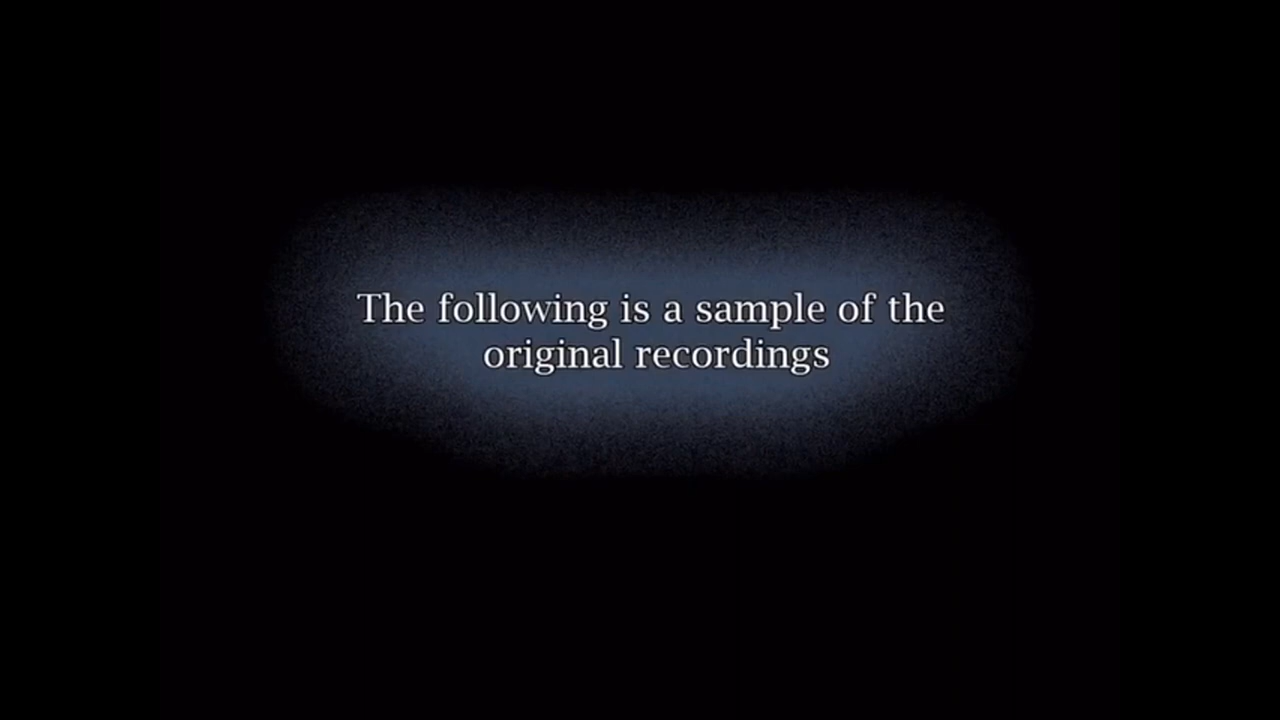 The following is a sample of the
original recordings